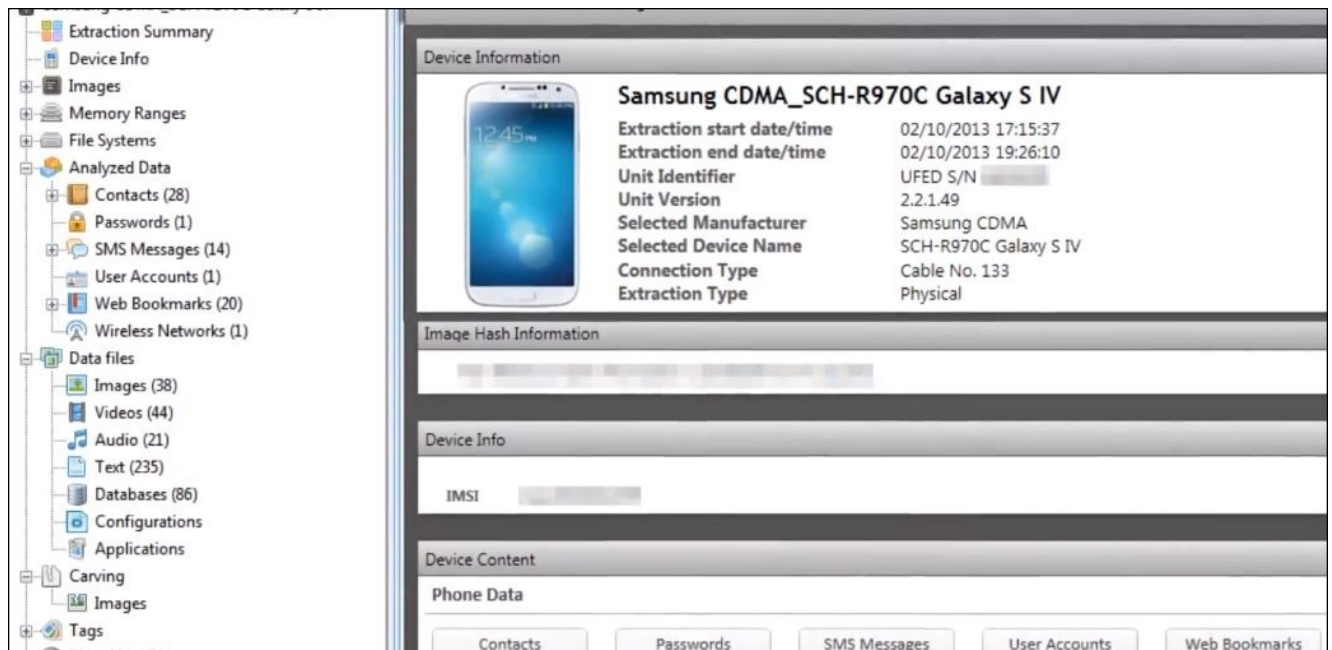 Extraction Summary
Device Info
Images
Memory Ranges
File Systems
Analyzed Data
Contacts (28)
Passwords (1)
SMS Messages (14)
User Accounts (1)
Web Bookmarks (20)
Wireless Networks (1)
Data files
Images (38)
Videos (44)
Audio (21)
Text (235)
Databases (86)
Configurations
Applications
Carving
Images
Tags
Device Information
12:45 PM
Samsung CDMA_SCH-R970C Galaxy S IV
Extraction start date/time 02/10/2013 17:15:37
Extraction end date/time 02/10/2013 19:26:10
Unit Identifier UFED S/N
Unit Version 2.2.1.49
Selected Manufacturer Samsung CDMA
Selected Device Name SCH-R970C Galaxy S IV
Connection Type Cable No. 133
Extraction Type Physical
Image Hash Information
Device Info
IMSI
Device Content
Phone Data
Contacts Passwords SMS Messages User Accounts Web Bookmarks